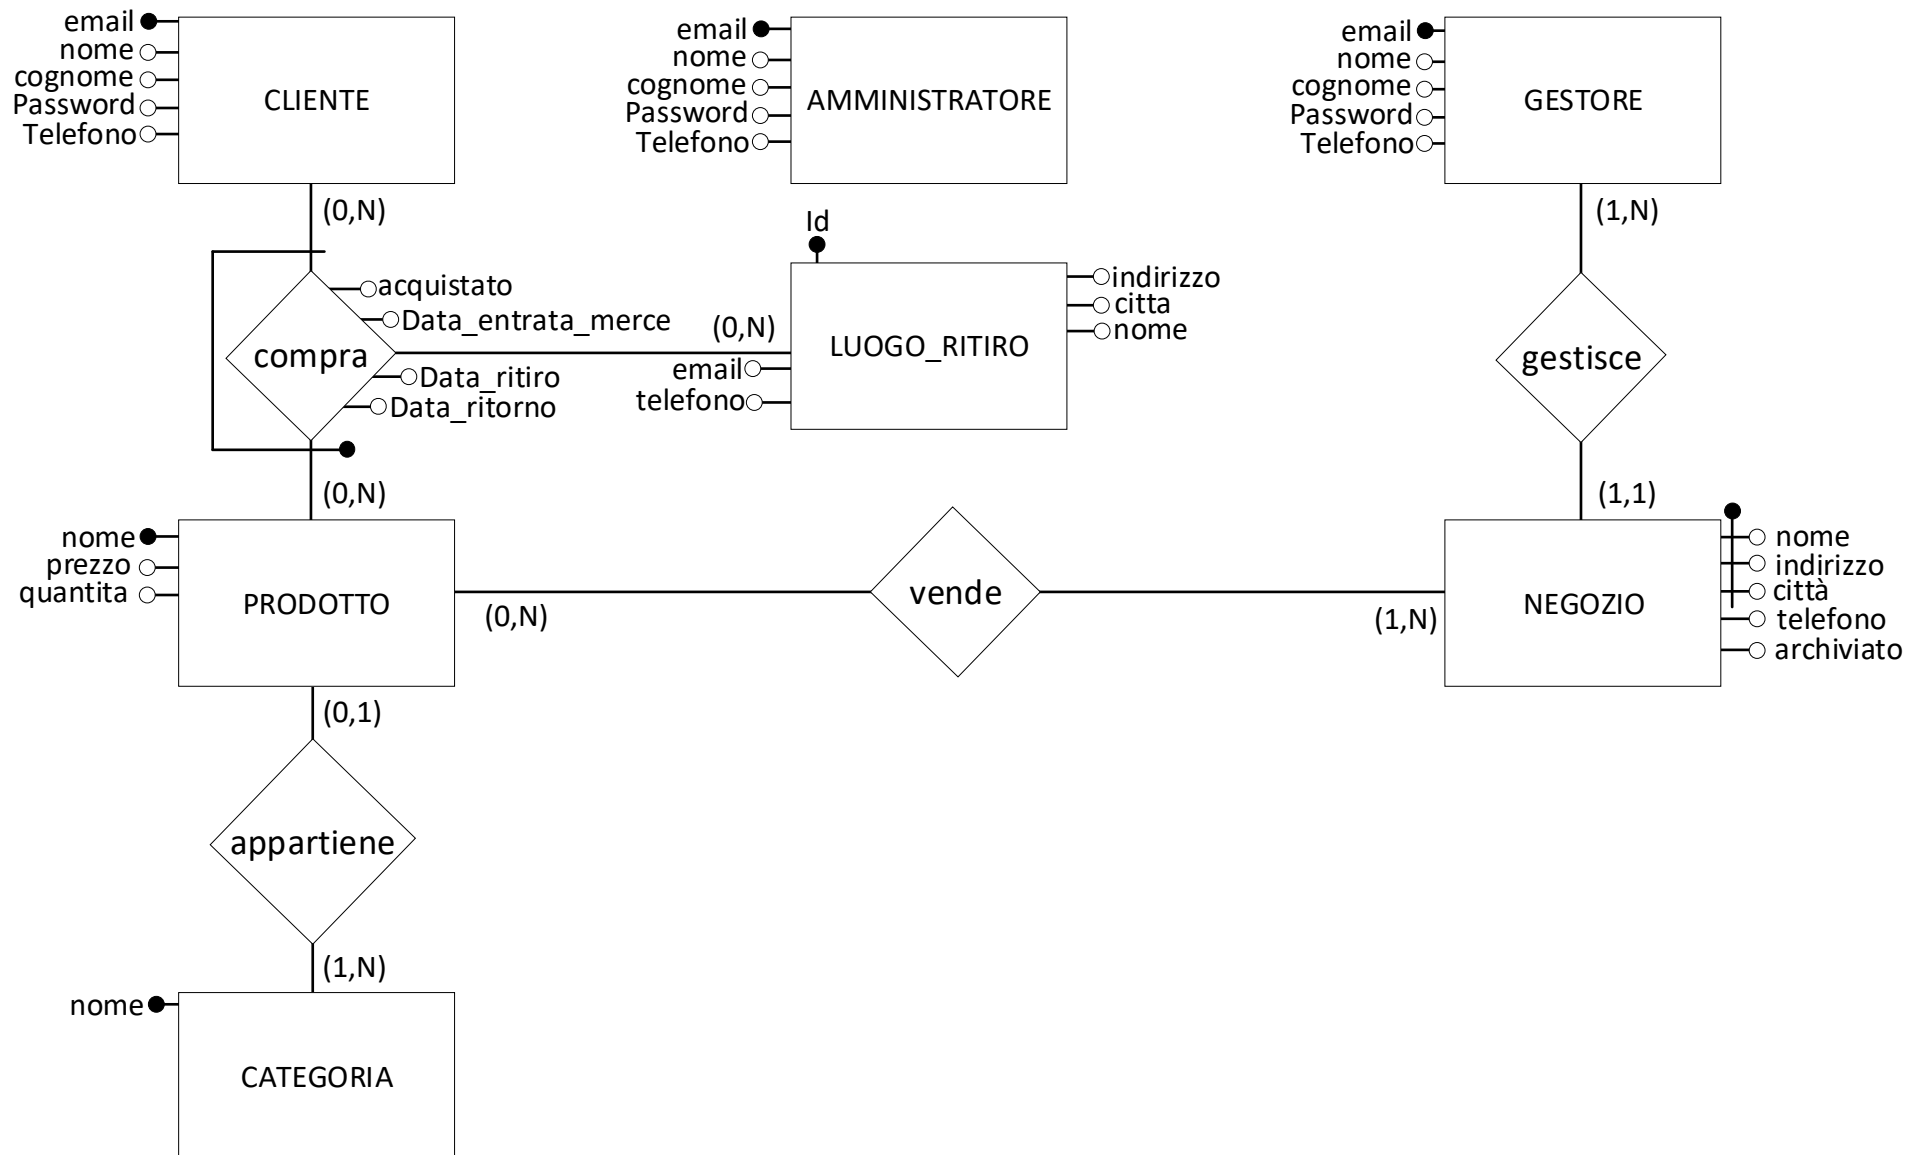 email
nome
cognome
Password
Telefono
CLIENTE
email
nome
cognome
Password
Telefono
AMMINISTRATORE
email
nome
cognome
Password
Telefono
GESTORE
(0,N)
(1,N)
Id
acquistato
Data_entrata_merce
(0,N)
compra
Data_ritiro
Data_ritorno
LUOGO_RITIRO
indirizzo
citta
nome
email
telefono
gestisce
(0,N)
(1,1)
nome
prezzo
quantita
PRODOTTO
(0,N)
vende
(1,N)
NEGOZIO
nome
indirizzo
città
telefono
archiviato
(0,1)
appartiene
(1,N)
nome
CATEGORIA